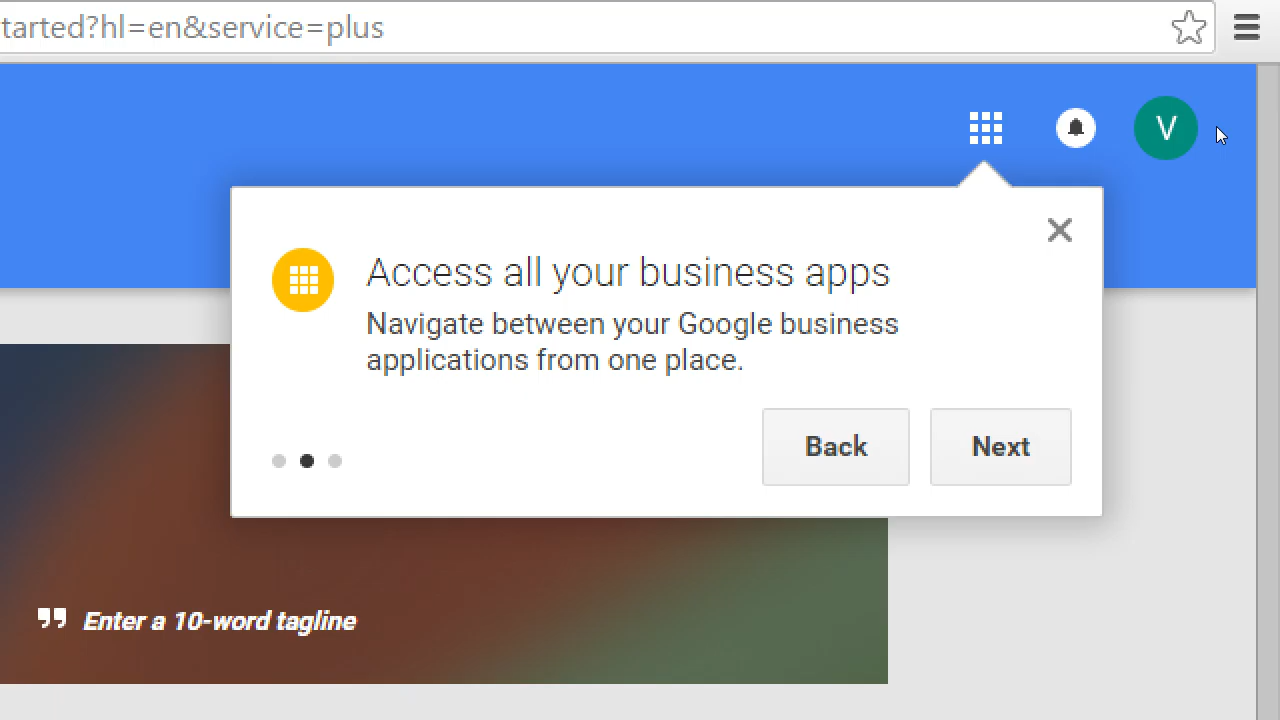 tarted?hl=en&service=plus
V
Access all your business apps
Navigate between your Google business
applications from one place.
Back
Next
Enter a 10-word tagline